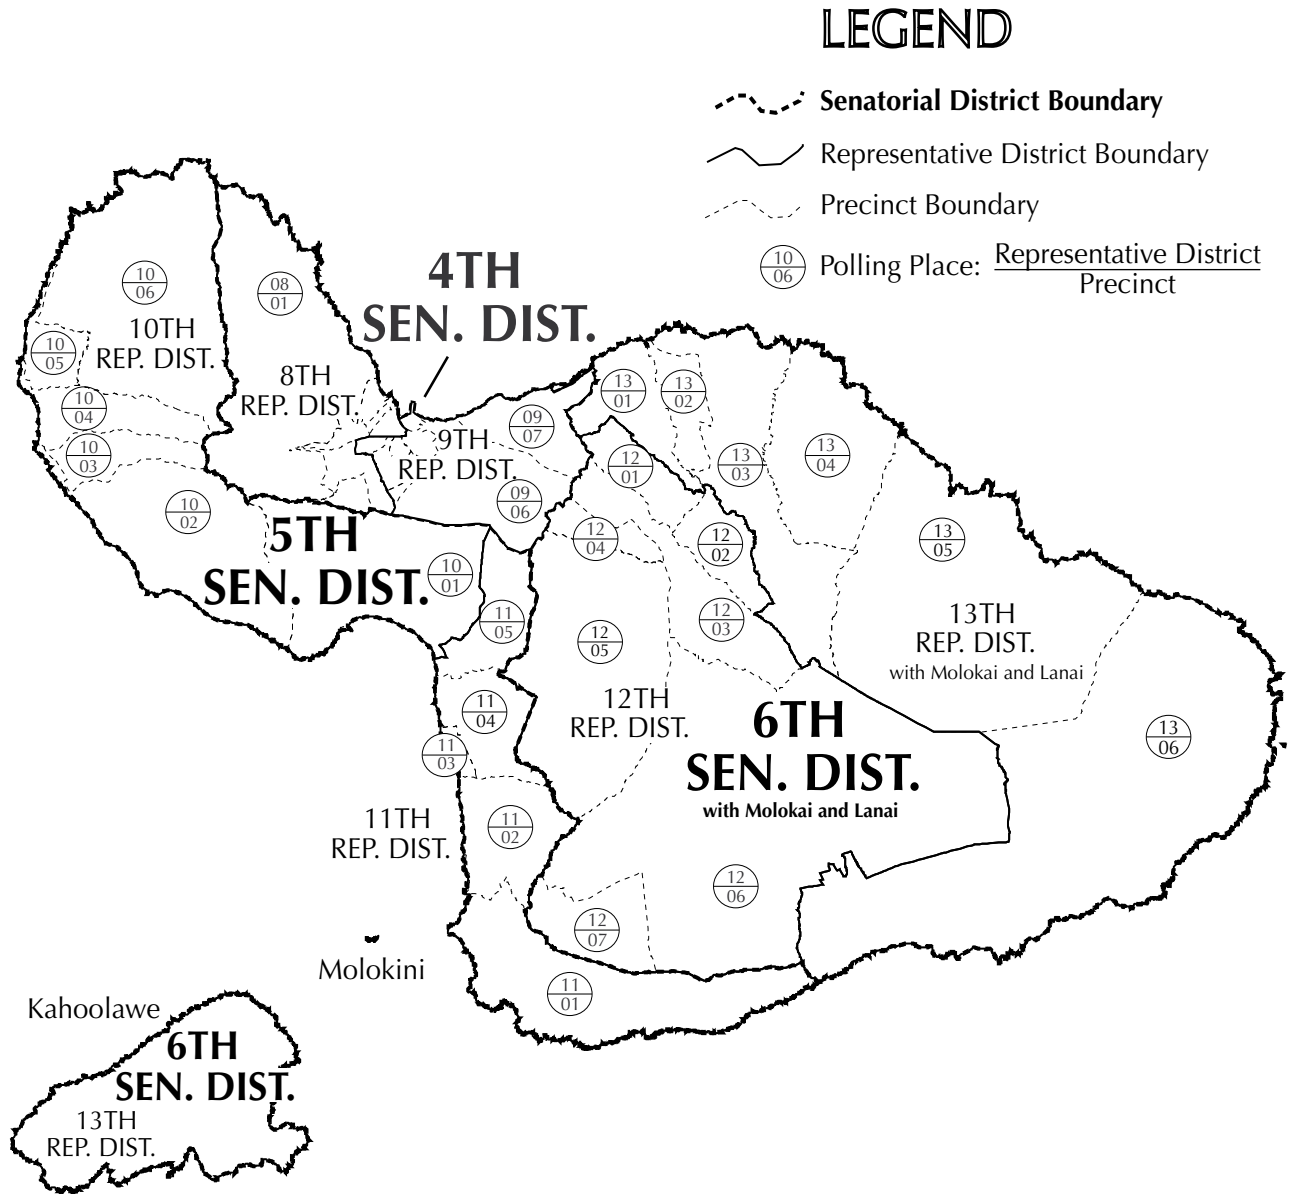 LEGEND
Senatorial District Boundary
Representative District Boundary
Precinct Boundary
10
06
Polling Place: Representative District
Precinct
4TH
SEN. DIST.
10
06
08
01
10TH
REP. DIST.
10
05
8TH
REP. DIST.
10
04
10
03
10
02
9TH
REP. DIST.
09
07
09
06
13
01
13
02
13
03
13
04
12
01
12
04
12
02
13
05
5TH
SEN. DIST.
10
01
11
05
12
05
12
03
13TH
REP. DIST.
with Molokai and Lanai
11
04
11
03
12TH
REP. DIST.
6TH
SEN. DIST.
with Molokai and Lanai
13
06
11TH
REP. DIST.
11
02
12
06
12
07
11
01
Molokini
Kahoolawe
6TH
SEN. DIST.
13TH
REP. DIST.